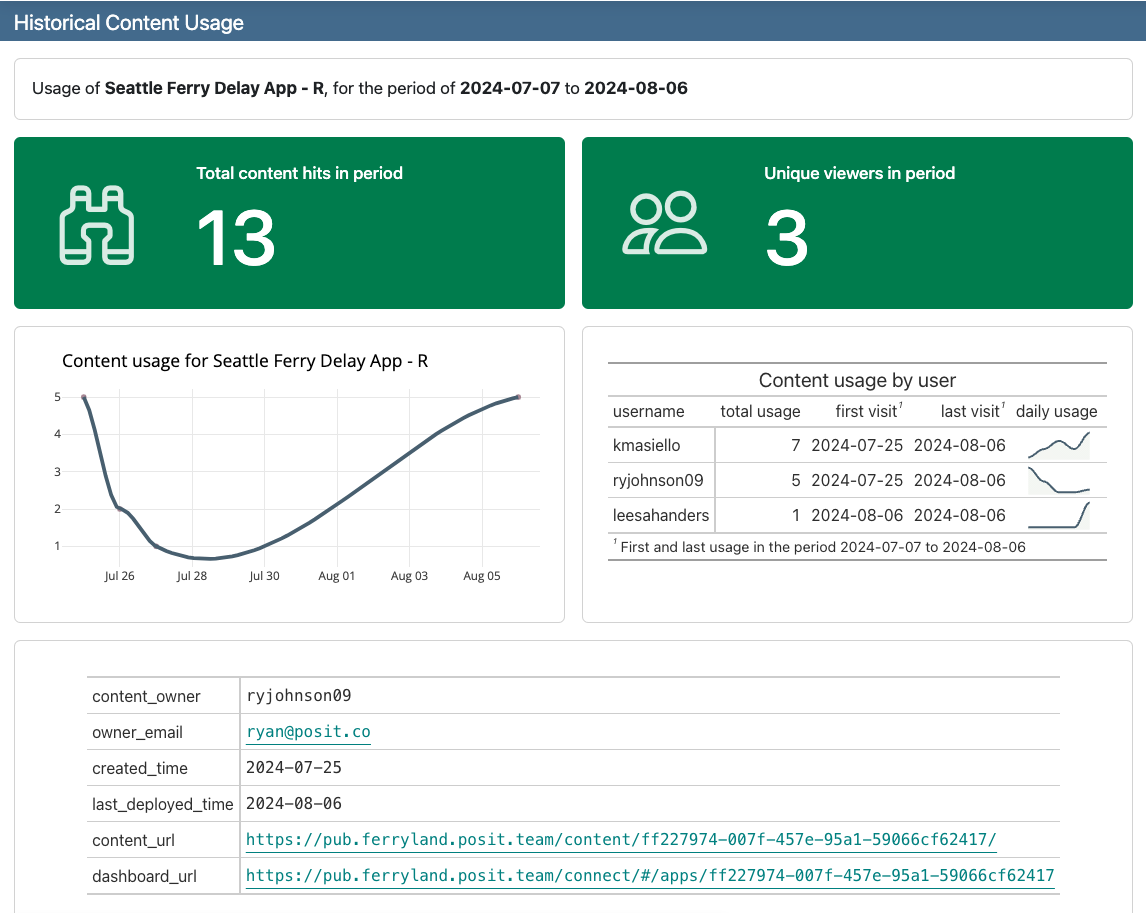 Historical Content Usage
Usage of Seattle Ferry Delay App - R, for the period of 2024-07-07 to 2024-08-06
Total content hits in period
13
Unique viewers in period
3
Content usage for Seattle Ferry Delay App - R
5
4
3
2
1
Jul 26 Jul 28 Jul 30 Aug 01 Aug 03 Aug 05
Content usage by user
username total usage first visit¹ last visit¹ daily usage
kmasiello 7 2024-07-25 2024-08-06
ryjohnson09 5 2024-07-25 2024-08-06
leesahanders 1 2024-08-06 2024-08-06
¹ First and last usage in the period 2024-07-07 to 2024-08-06
content_owner ryjohnson09
owner_email ryan@posit.co
created_time 2024-07-25
last_deployed_time 2024-08-06
content_url https://pub.ferryland.posit.team/content/ff227974-007f-457e-95a1-59066cf62417/
dashboard_url https://pub.ferryland.posit.team/connect/#/apps/ff227974-007f-457e-95a1-59066cf62417